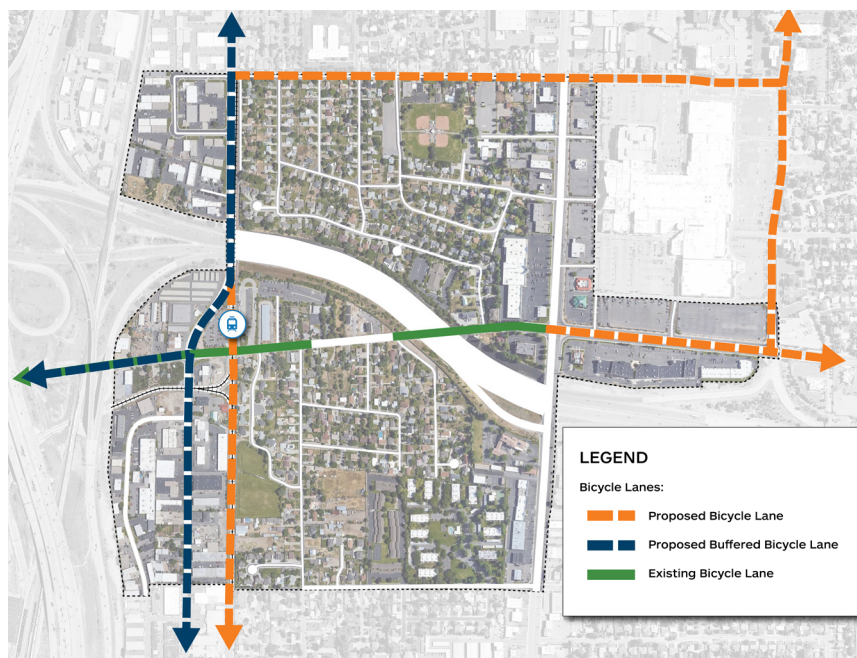 LEGEND
Bicycle Lanes:
Proposed Bicycle Lane
Proposed Buffered Bicycle Lane
Existing Bicycle Lane